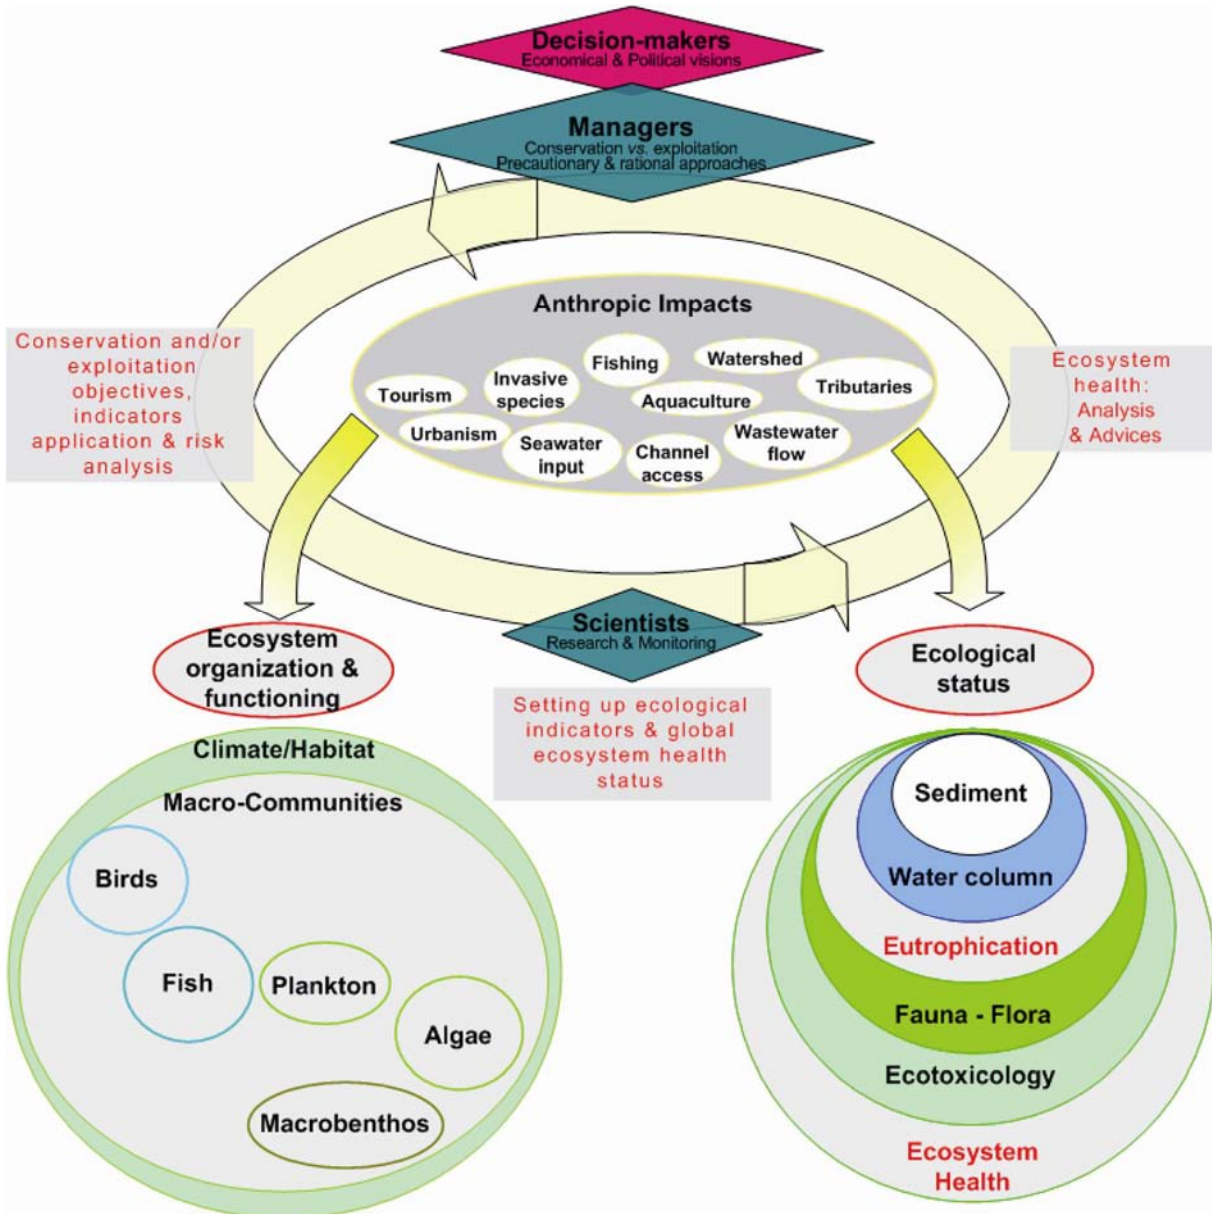 Decision-makers
Economical & Political visions
Managers
Conservation vs. exploitation
Precautionary & rational approaches
Anthropic Impacts
Fishing
Watershed
Tourism
Invasive
species
Aquaculture
Tributaries
Urbanism
Seawater
input
Channel
access
Wastewater
flow
Conservation and/or
exploitation
objectives,
indicators
application & risk
analysis
Ecosystem
health:
Analysis
& Advices
Scientists
Research & Monitoring
Setting up ecological
indicators & global
ecosystem health
status
Ecosystem
organization &
functioning
Climate/Habitat
Macro-Communities
Birds
Fish
Plankton
Algae
Macrobenthos
Ecological
status
Sediment
Water column
Eutrophication
Fauna - Flora
Ecotoxicology
Ecosystem
Health